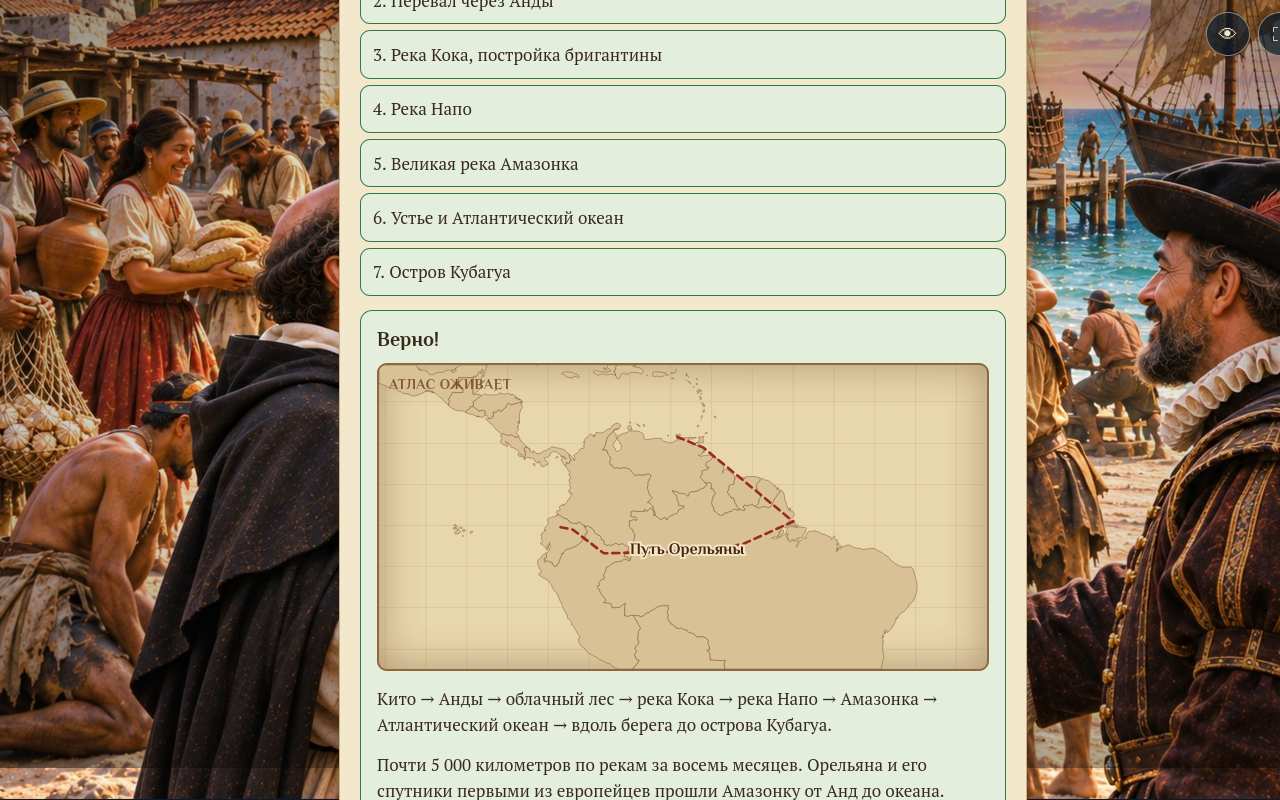 2. Перевал через Анды
3. Река Кока, постройка бригантины
4. Река Напо
5. Великая река Амазонка
6. Устье и Атлантический океан
7. Остров Кубагуа
Верно!
АТЛАС ОЖИВАЕТ
Путь Орельяны
Кито → Анды → облачный лес → река Кока → река Напо → Амазонка →
Атлантический океан → вдоль берега до острова Кубагуа.
Почти 5 000 километров по рекам за восемь месяцев. Орельяна и его
спутники первыми из европейцев прошли Амазонку от Анд до океана.